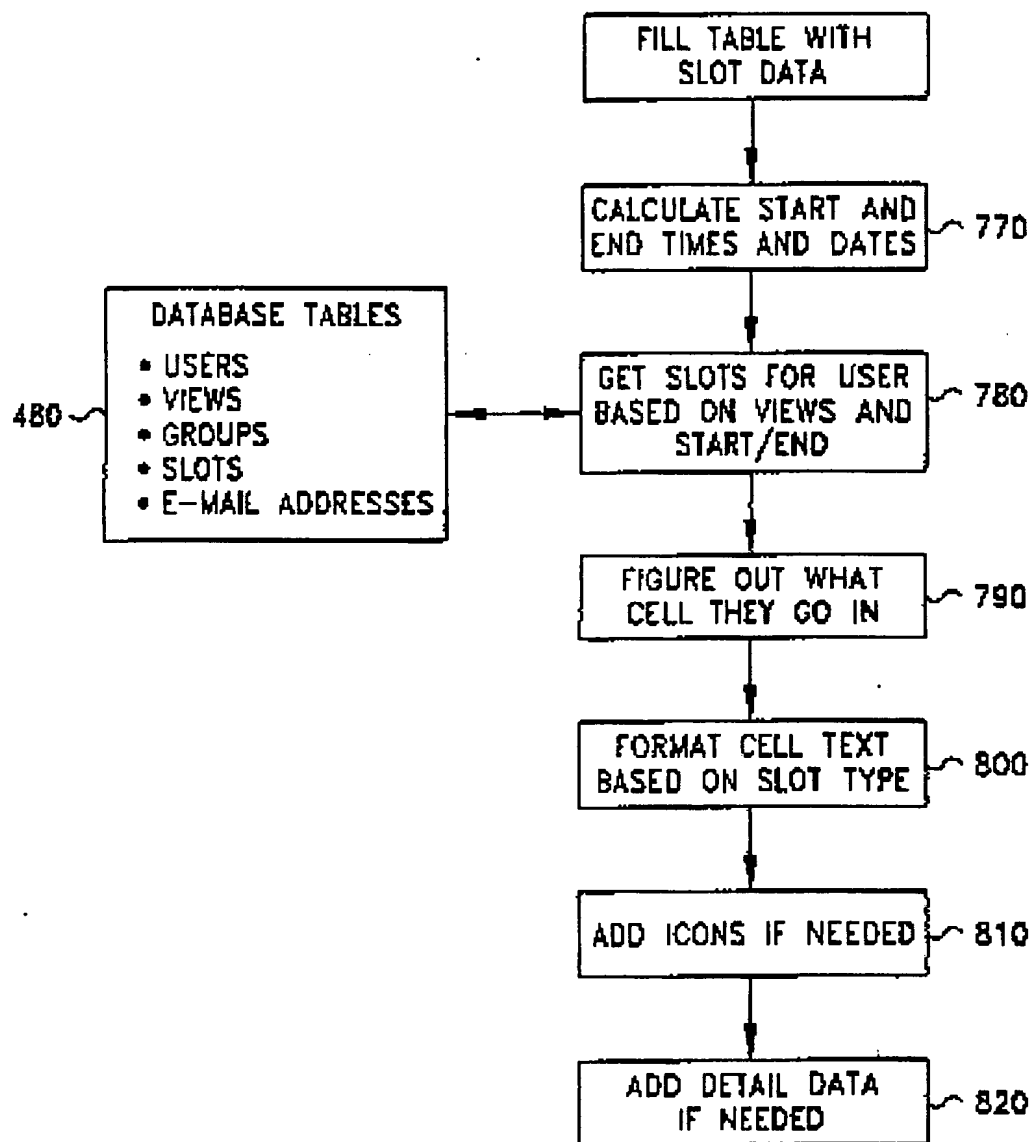 FILL TABLE WITH
SLOT DATA
CALCULATE START AND
END TIMES AND DATES
770
DATABASE TABLES
• USERS
• VIEWS
• GROUPS
• SLOTS
• E-MAIL ADDRESSES
480
GET SLOTS FOR USER
BASED ON VIEWS AND
START/END
780
FIGURE OUT WHAT
CELL THEY GO IN
790
FORMAT CELL TEXT
BASED ON SLOT TYPE
800
ADD ICONS IF NEEDED
810
ADD DETAIL DATA
IF NEEDED
820